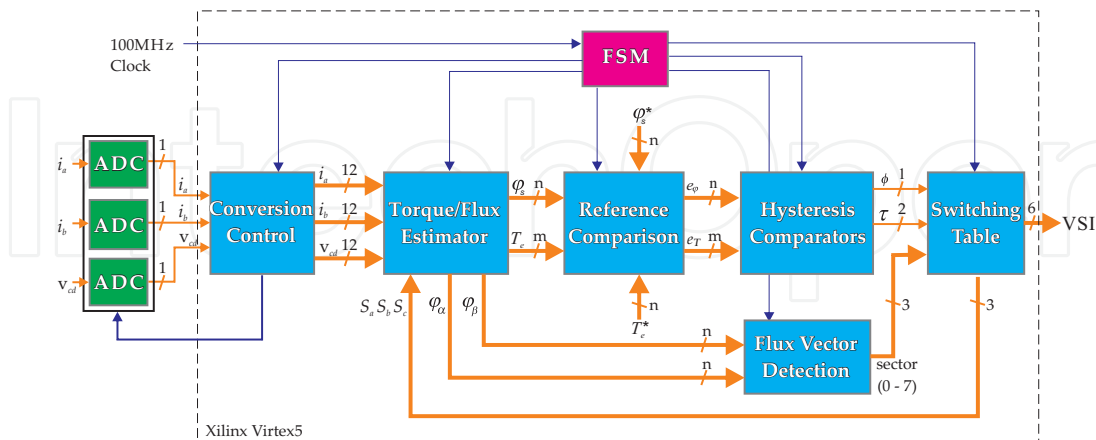 100MHz
Clock
FSM
φs*
n
ADC
1
ia
ia
ADC
1
ib
ib
ADC
1
vcd
vcd
Conversion
Control
ia 12
ib 12
vcd 12
Torque/Flux
Estimator
φs n
Te m
Reference
Comparison
eφ n
eT m
Hysteresis
Comparators
ϕ 1
τ 2
Switching
Table
6
VSI
Sa Sb Sc
φα
φβ
n
Te*
n
n
Flux Vector
Detection
3
sector
(0 - 7)
3
Xilinx Virtex5
IntechOpen